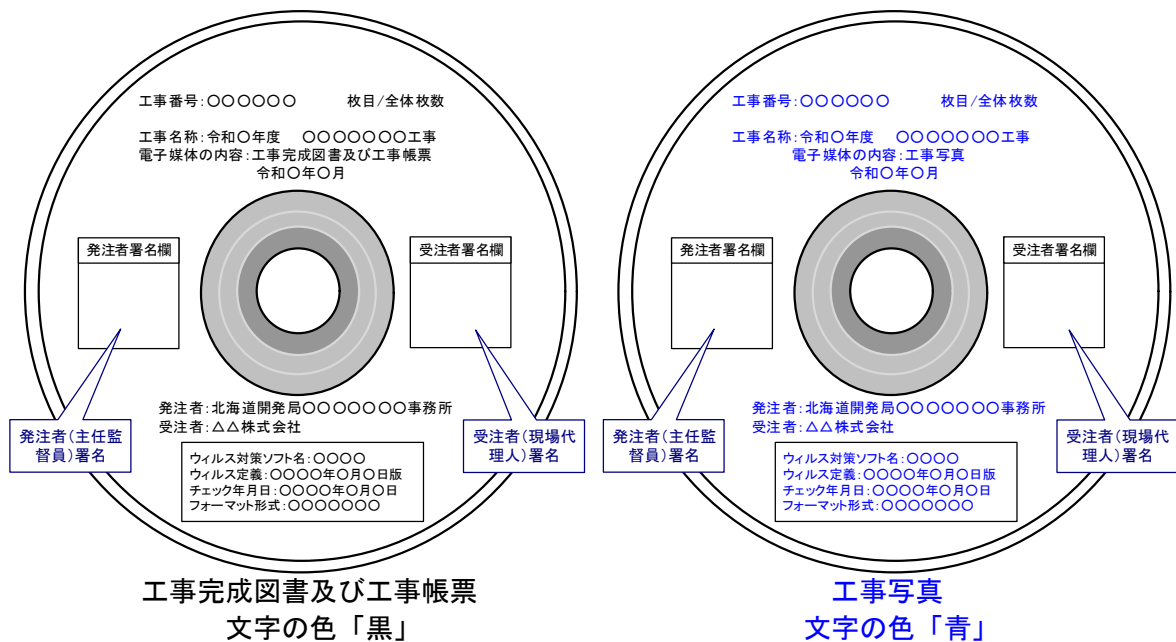 工事番号:〇〇〇〇〇〇 枚目/全体枚数
工事名称:令和〇年度 〇〇〇〇〇〇〇工事
電子媒体の内容:工事完成図書及び工事帳票
令和〇年〇月
発注者署名欄
受注者署名欄
発注者(主任監
督員)署名
受注者(現場代
理人)署名
発注者:北海道開発局〇〇〇〇〇〇〇事務所
受注者:△△株式会社
ウィルス対策ソフト名:〇〇〇〇
ウィルス定義:〇〇〇〇年〇月〇日版
チェック年月日:〇〇〇〇年〇月〇日
フォーマット形式:〇〇〇〇〇〇〇
工事完成図書及び工事帳票
文字の色「黒」
工事番号:〇〇〇〇〇〇 枚目/全体枚数
工事名称:令和〇年度 〇〇〇〇〇〇〇工事
電子媒体の内容:工事写真
令和〇年〇月
発注者署名欄
受注者署名欄
発注者(主任監
督員)署名
受注者(現場代
理人)署名
発注者:北海道開発局〇〇〇〇〇〇〇事務所
受注者:△△株式会社
ウィルス対策ソフト名:〇〇〇〇
ウィルス定義:〇〇〇〇年〇月〇日版
チェック年月日:〇〇〇〇年〇月〇日
フォーマット形式:〇〇〇〇〇〇〇
工事写真
文字の色「青」